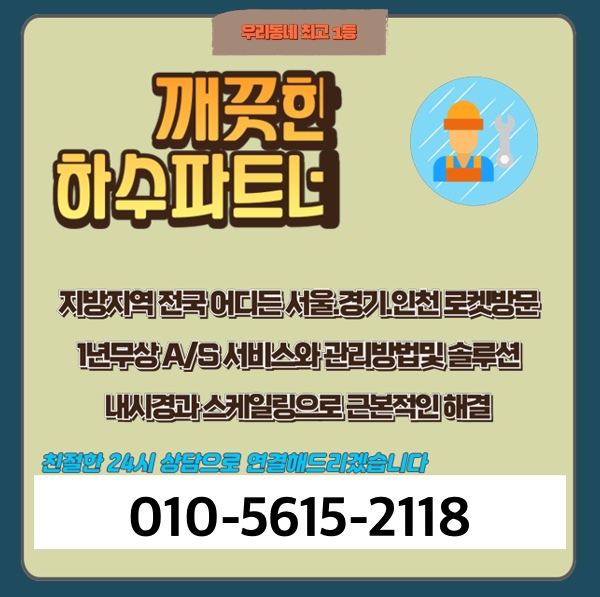 우리동네 최고 1등
깨끗한
하수파트너
지방지역 전국 어디든 서울.경기.인천 로켓방문
1년무상 A/S 서비스와 관리방법및 솔루션
내시경과 스케일링으로 근본적인 해결
친절한 24시 상담으로 연결해드리겠습니다
010-5615-2118